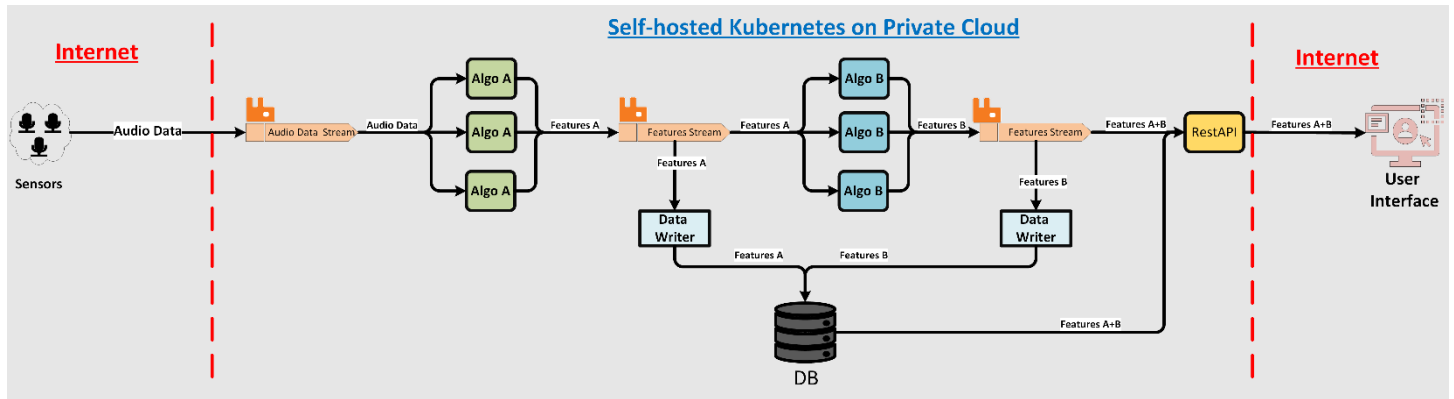 Self-hosted Kubernetes on Private Cloud
Internet
Internet
Sensors
Audio Data
Audio Data Stream
Audio Data
Algo A
Algo A
Algo A
Features A
Features Stream
Features A
Algo B
Algo B
Algo B
Features B
Features Stream
Features A+B
RestAPI
Features A+B
User
Interface
Features A
Features B
Data
Writer
Data
Writer
Features A
Features B
Features A+B
DB